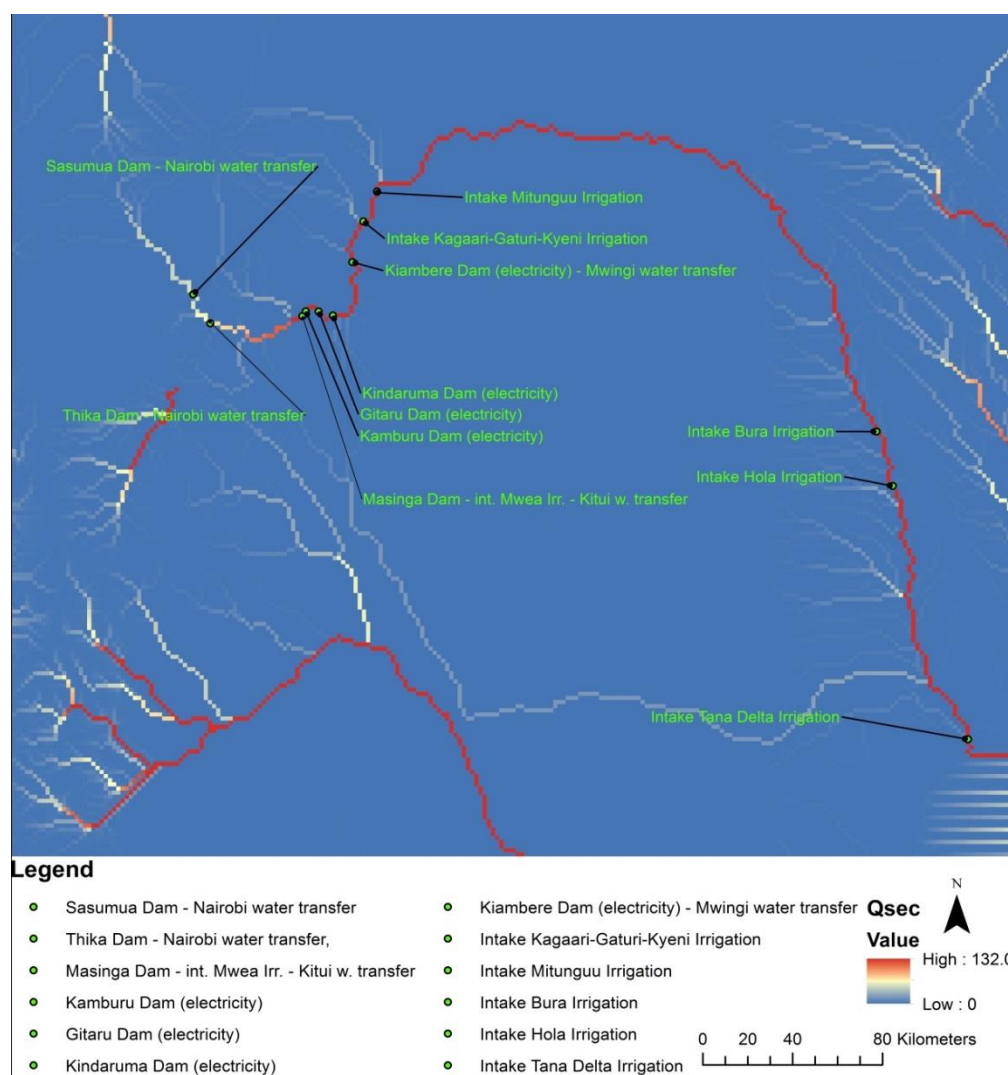 Sasumua Dam - Nairobi water transfer
Intake Mitunguu Irrigation
Intake Kagaari-Gaturi-Kyeni Irrigation
Kiambere Dam (electricity) - Mwingi water transfer
Kindaruma Dam (electricity)
Thika Dam - Nairobi water transfer
Gitaru Dam (electricity)
Kamburu Dam (electricity)
Intake Bura Irrigation
Intake Hola Irrigation
Masinga Dam - int. Mwea Irr. - Kitui w. transfer
Intake Tana Delta Irrigation
Legend
Sasumua Dam - Nairobi water transfer
Thika Dam - Nairobi water transfer,
Masinga Dam - int. Mwea Irr. - Kitui w. transfer
Kamburu Dam (electricity)
Gitaru Dam (electricity)
Kindaruma Dam (electricity)
Kiambere Dam (electricity) - Mwingi water transfer
Intake Kagaari-Gaturi-Kyeni Irrigation
Intake Mitunguu Irrigation
Intake Bura Irrigation
Intake Hola Irrigation
Intake Tana Delta Irrigation
N
Qsec
Value
High : 132.0
Low : 0
0 20 40 60 80 Kilometers